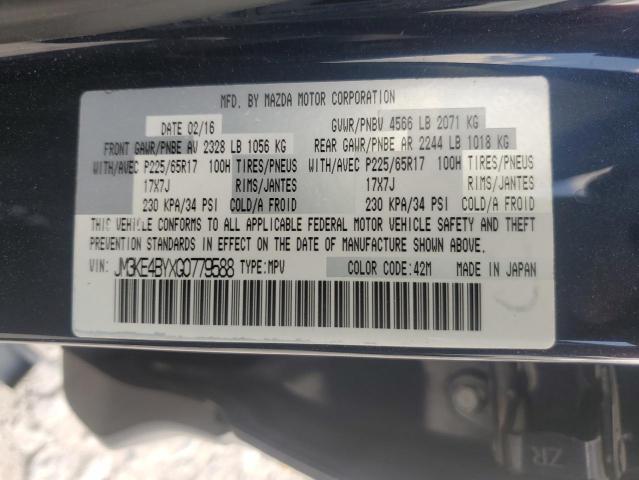 MFD. BY MAZDA MOTOR CORPORATION
DATE 02/16 GVWR/PNBV 4566 LB 2071 KG
FRONT GAWR/PNBE AV 2328 LB 1056 KG REAR GAWR/PNBE AR 2244 LB 1018 KG
WITH/AVEC P225/65R17 100H TIRES/PNEUS WITH/AVEC P225/65R17 100H TIRES/PNEUS
17X7J RIMS/JANTES 17X7J RIMS/JANTES
230 KPA/34 PSI COLD/A FROID 230 KPA/34 PSI COLD/A FROID
THIS VEHICLE CONFORMS TO ALL APPLICABLE FEDERAL MOTOR VEHICLE SAFETY AND THEFT
PREVENTION STANDARDS IN EFFECT ON THE DATE OF MANUFACTURE SHOWN ABOVE.
VIN: JM3KE4BYXG0779588 TYPE:MPV COLOR CODE:42M MADE IN JAPAN
ZR